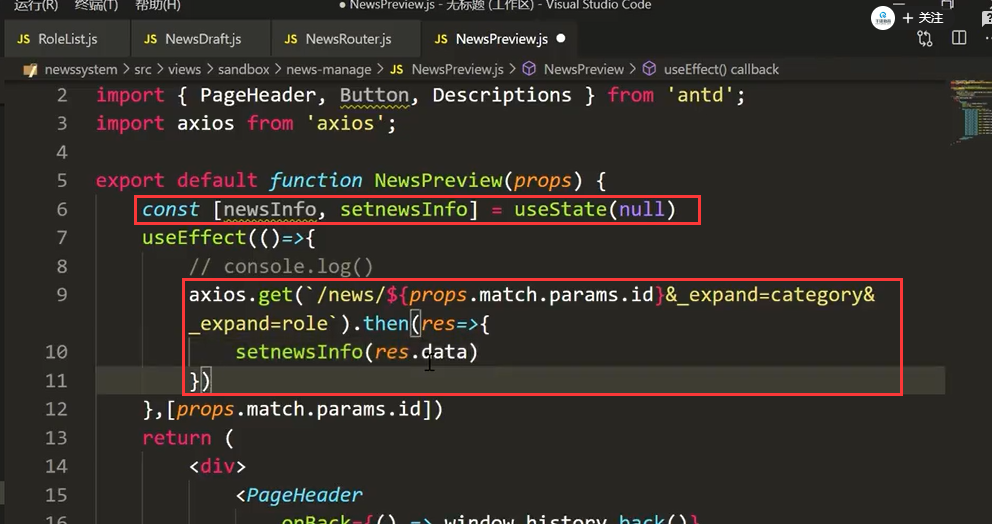 运行(R) 终端(T) 帮助(H) ● NewsPreview.js - 无标题 (工作区) - Visual Studio Code
+ 关注
JS RoleList.js JS NewsDraft.js JS NewsRouter.js JS NewsPreview.js ●
newssystem > src > views > sandbox > news-manage > JS NewsPreview.js > NewsPreview > useEffect() callback
2 import { PageHeader, Button, Descriptions } from 'antd';
3 import axios from 'axios';
4
5 export default function NewsPreview(props) {
6 const [newsInfo, setnewsInfo] = useState(null)
7 useEffect(()=>{
8 // console.log()
9 axios.get(`/news/${props.match.params.id}&_expand=category&
_expand=role`).then(res=>{
10 setnewsInfo(res.data)
11 })
12 },[props.match.params.id])
13 return (
14 <div>
15 <PageHeader
16 onBack={() => window.history.back()}